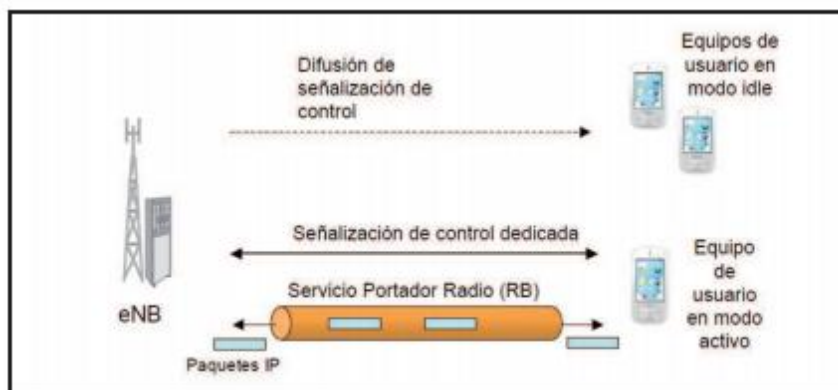 Difusión de
señalización de
control
Equipos de
usuario en
modo idle
Señalización de control dedicada
Servicio Portador Radio (RB)
eNB
Paquetes IP
Equipo
de
usuario
en modo
activo